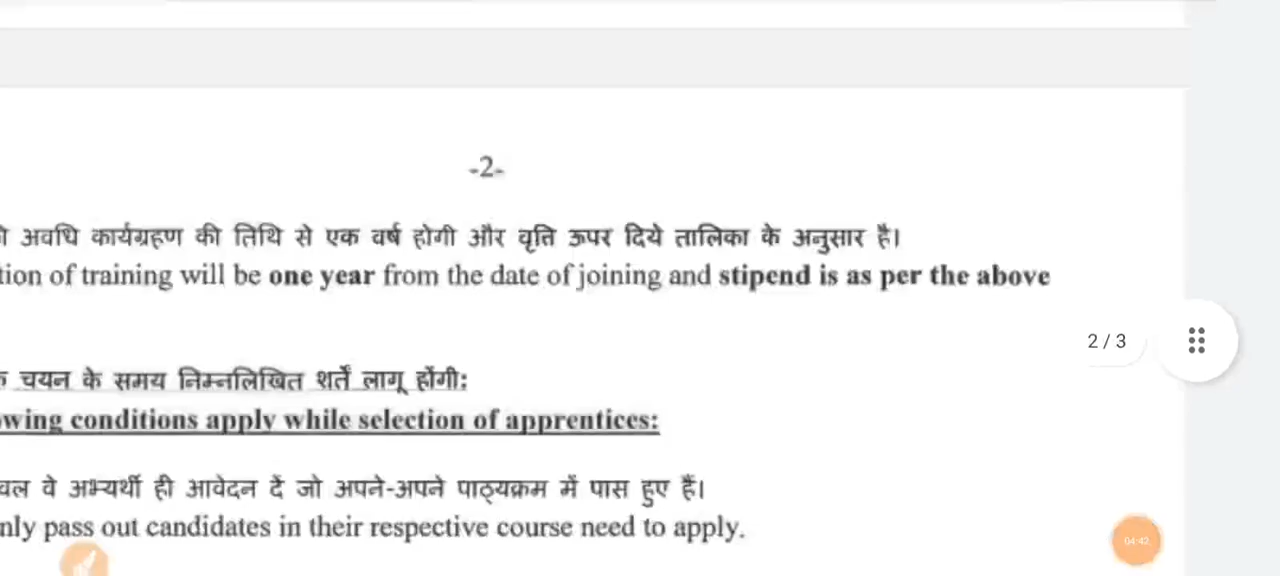 -2-
अवधि कार्यग्रहण की तिथि से एक वर्ष होगी और वृति ऊपर दिये तालिका के अनुसार है।
tion of training will be one year from the date of joining and stipend is as per the above
2 / 3
चयन के समय निम्नलिखित शर्तें लागू होंगी:
owing conditions apply while selection of apprentices:
वल वे अभ्यर्थी ही आवेदन दें जो अपने-अपने पाठ्यक्रम में पास हुए हैं।
nly pass out candidates in their respective course need to apply.
04:42